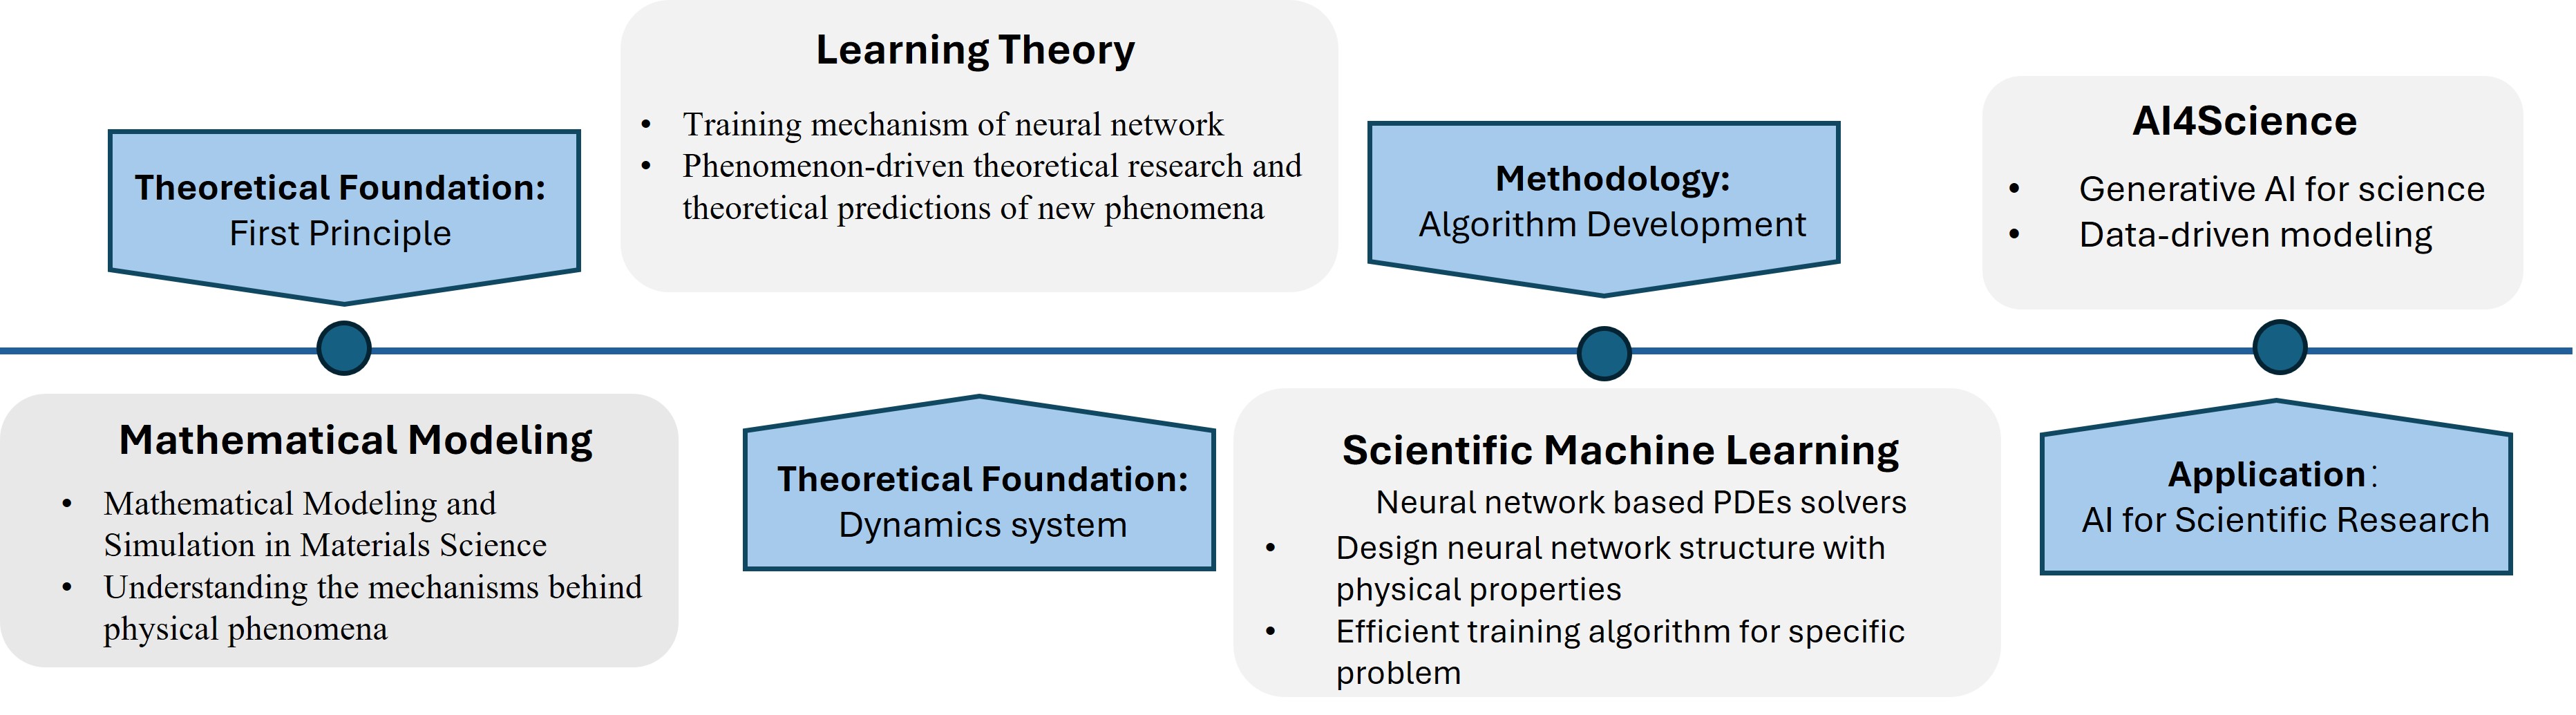 Theoretical Foundation:
First Principle
Mathematical Modeling
• Mathematical Modeling and
Simulation in Materials Science
• Understanding the mechanisms behind
physical phenomena
Learning Theory
• Training mechanism of neural network
• Phenomenon-driven theoretical research and
theoretical predictions of new phenomena
Theoretical Foundation:
Dynamics system
Methodology:
Algorithm Development
Scientific Machine Learning
Neural network based PDEs solvers
• Design neural network structure with
physical properties
• Efficient training algorithm for specific
problem
AI4Science
• Generative AI for science
• Data-driven modeling
Application：
AI for Scientific Research